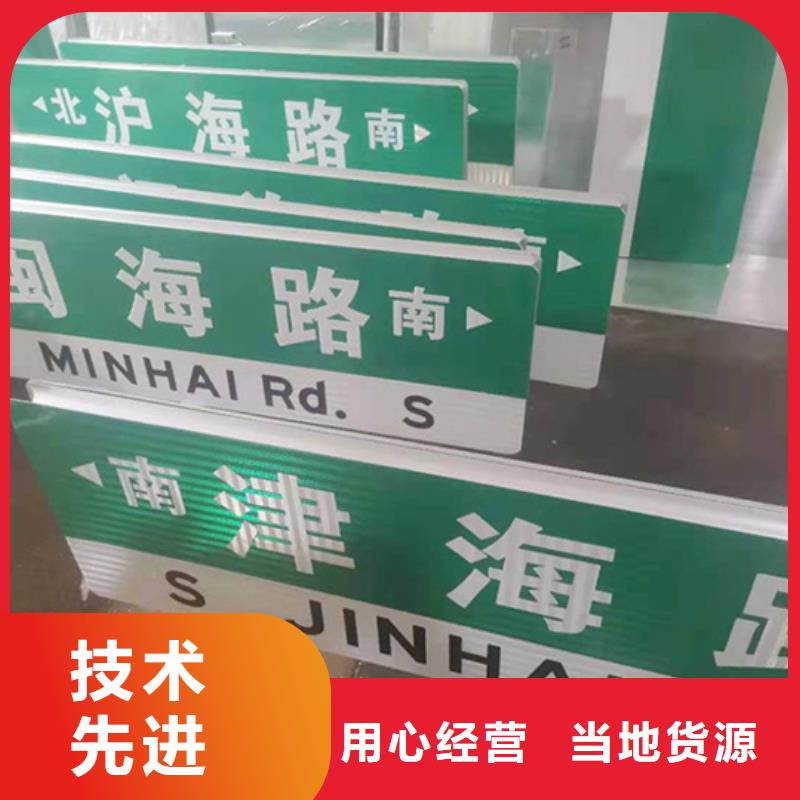 北 沪海路 南
闽海路 南
MINHAI Rd. S
南 津海路
S JINHA
技术
先进
用心经营 当地货源